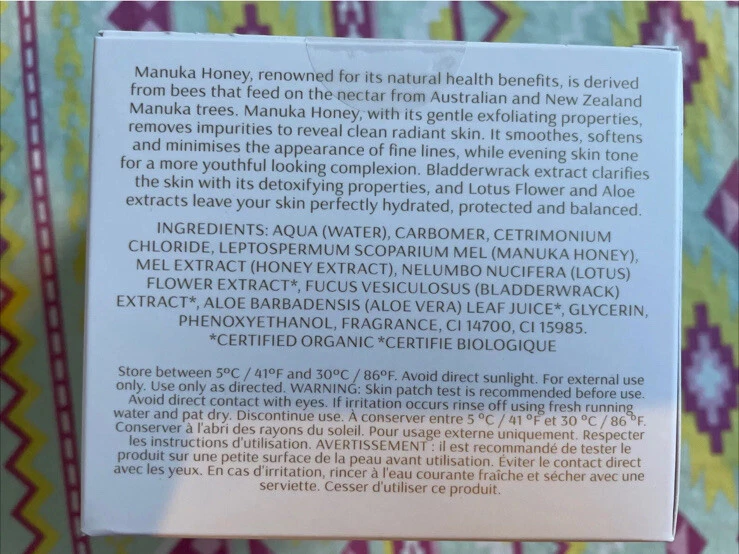 Manuka Honey, renowned for its natural health benefits, is derived
from bees that feed on the nectar from Australian and New Zealand
Manuka trees. Manuka Honey, with its gentle exfoliating properties,
removes impurities to reveal clean radiant skin. It smoothes, softens
and minimises the appearance of fine lines, while evening skin tone
for a more youthful looking complexion. Bladderwrack extract clarifies
the skin with its detoxifying properties, and Lotus Flower and Aloe
extracts leave your skin perfectly hydrated, protected and balanced.
INGREDIENTS: AQUA (WATER), CARBOMER, CETRIMONIUM
CHLORIDE, LEPTOSPERMUM SCOPARIUM MEL (MANUKA HONEY),
MEL EXTRACT (HONEY EXTRACT), NELUMBO NUCIFERA (LOTUS)
FLOWER EXTRACT*, FUCUS VESICULOSUS (BLADDERWRACK)
EXTRACT*, ALOE BARBADENSIS (ALOE VERA) LEAF JUICE*, GLYCERIN,
PHENOXYETHANOL, FRAGRANCE, CI 14700, CI 15985.
*CERTIFIED ORGANIC *CERTIFIE BIOLOGIQUE
Store between 5°C / 41°F and 30°C / 86°F. Avoid direct sunlight. For external use
only. Use only as directed. WARNING: Skin patch test is recommended before use.
Avoid direct contact with eyes. If irritation occurs rinse off using fresh running
water and pat dry. Discontinue use. À conserver entre 5 °C / 41 °F et 30 °C / 86 °F.
Conserver à l'abri des rayons du soleil. Pour usage externe uniquement. Respecter
les instructions d'utilisation. AVERTISSEMENT : il est recommandé de tester le
produit sur une petite surface de la peau avant utilisation. Éviter le contact direct
avec les yeux. En cas d'irritation, rincer à l'eau courante fraîche et sécher avec une
serviette. Cesser d'utiliser ce produit.